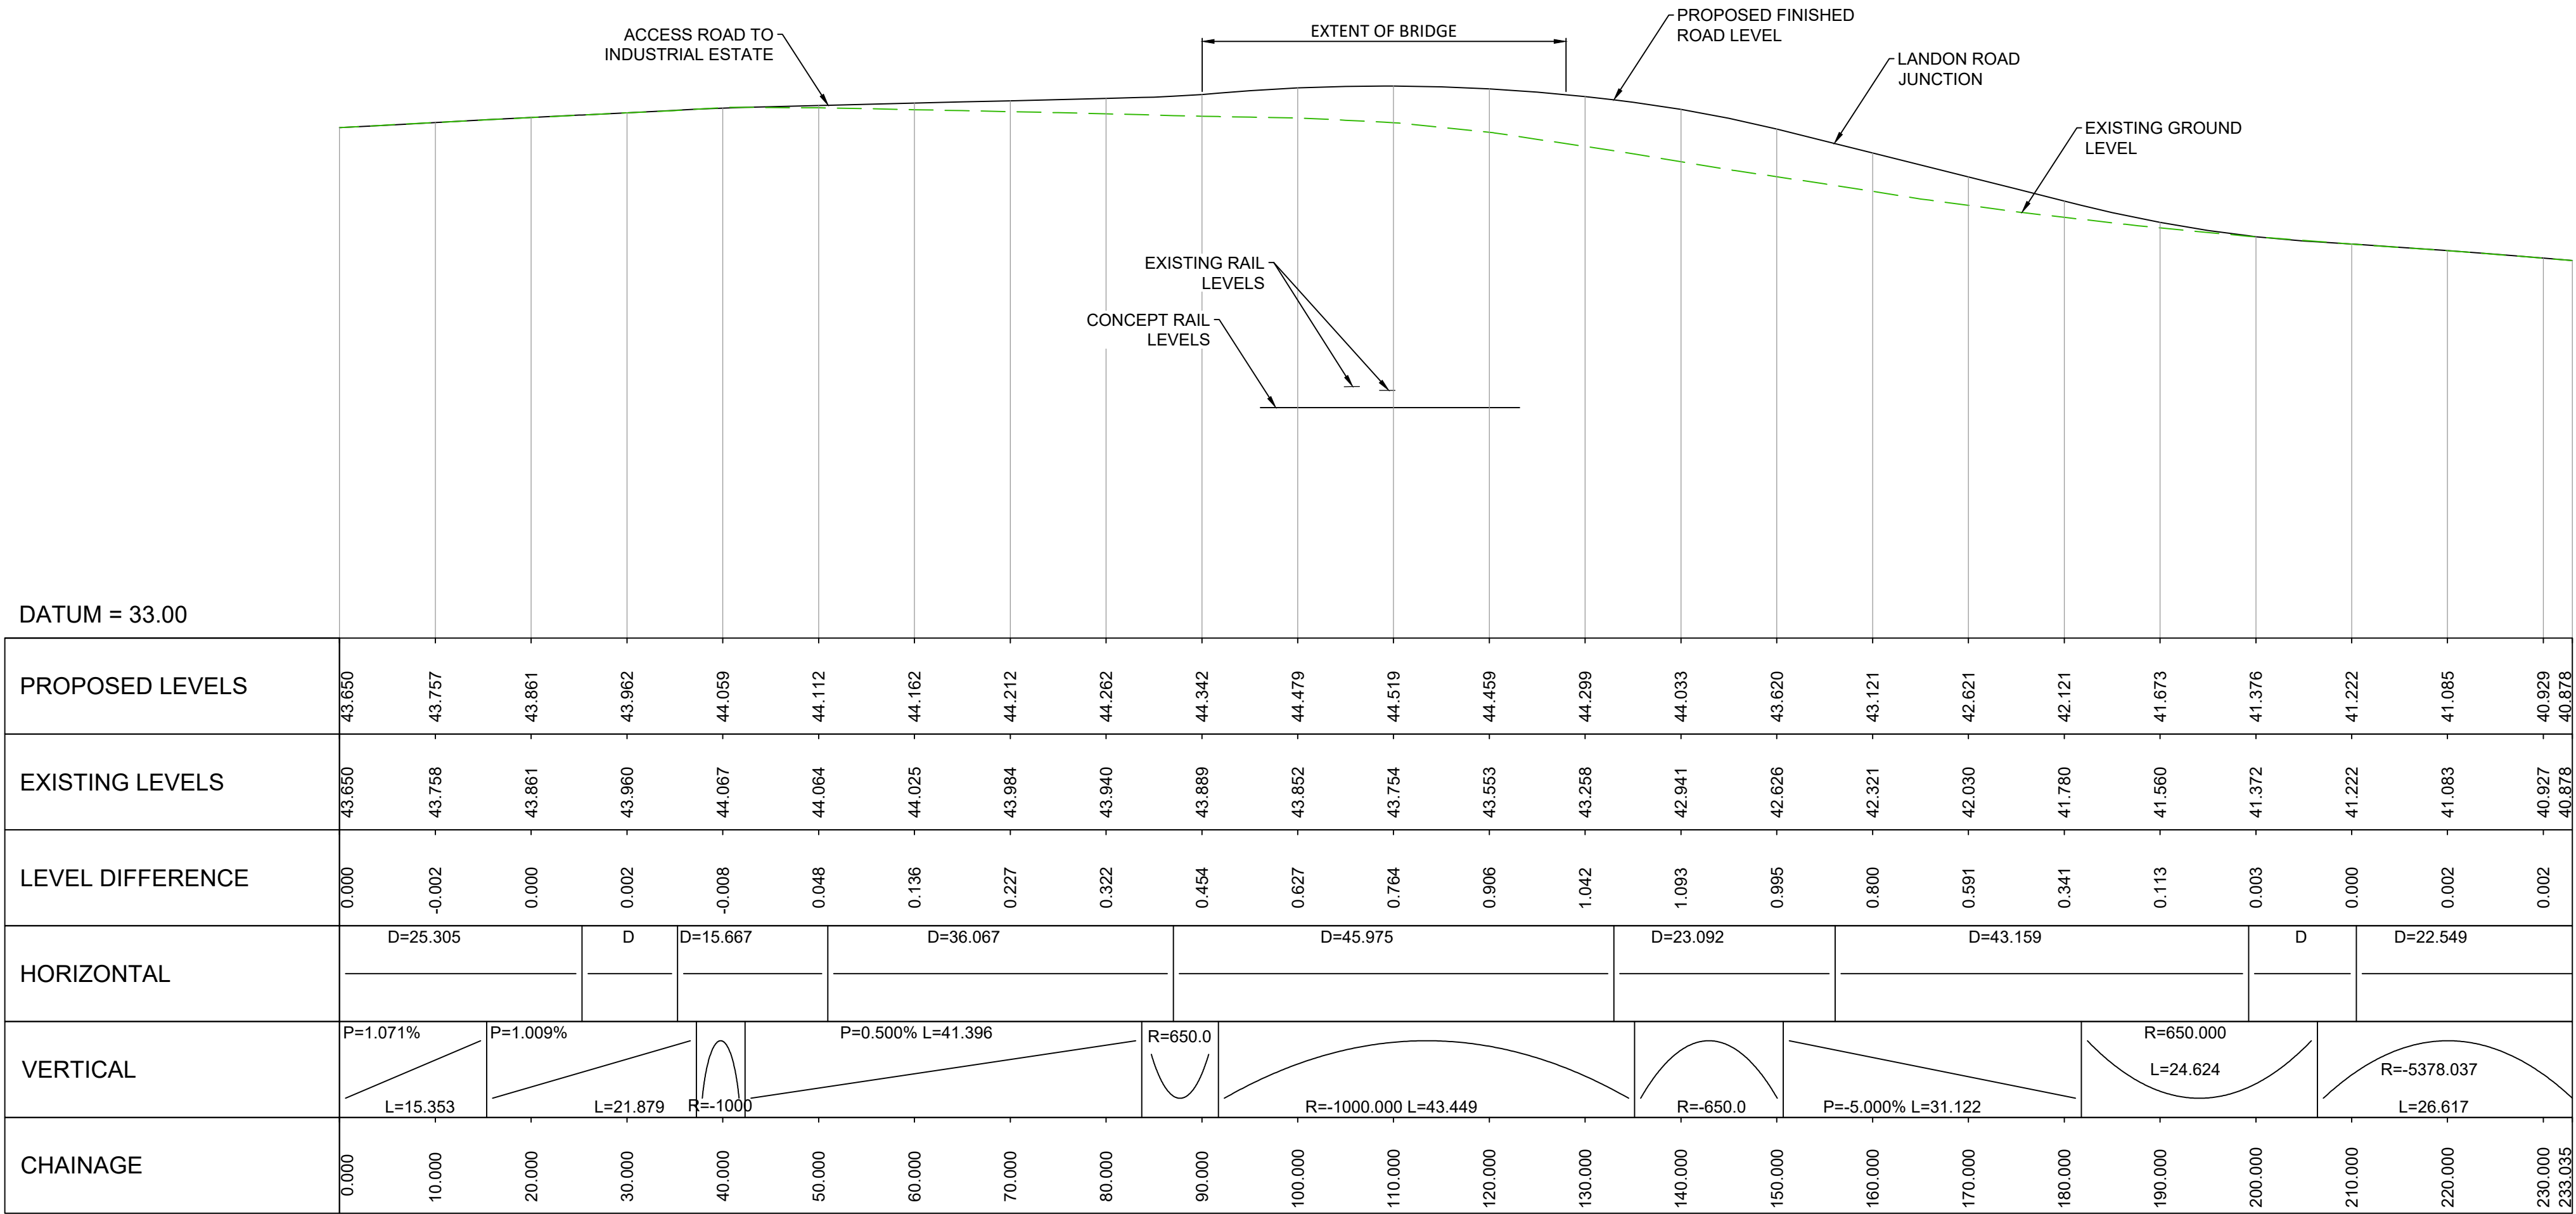 EXTENT OF BRIDGE
PROPOSED FINISHED
ROAD LEVEL
ACCESS ROAD TO
INDUSTRIAL ESTATE
LANDON ROAD
JUNCTION
EXISTING GROUND
LEVEL
EXISTING RAIL
LEVELS
CONCEPT RAIL
LEVELS
DATUM = 33.00
PROPOSED LEVELS 43.650 43.757 43.861 43.962 44.059 44.112 44.162 44.212 44.262 44.342 44.479 44.519 44.459 44.299 44.033 43.620 43.121 42.621 42.121 41.673 41.376 41.222 41.085 40.929 40.878
EXISTING LEVELS 43.650 43.758 43.861 43.960 44.067 44.064 44.025 43.984 43.940 43.889 43.852 43.754 43.553 43.258 42.941 42.626 42.321 42.030 41.780 41.560 41.372 41.222 41.083 40.927 40.878
LEVEL DIFFERENCE 0.000 -0.002 0.000 0.002 -0.008 0.048 0.136 0.227 0.322 0.454 0.627 0.764 0.906 1.042 1.093 0.995 0.800 0.591 0.341 0.113 0.003 0.000 0.002 0.002
HORIZONTAL D=25.305 D D=15.667 D=36.067 D=45.975 D=23.092 D=43.159 D D=22.549
VERTICAL
P=1.071% P=1.009% P=0.500% L=41.396 R=650.0 R=650.000
L=24.624 R=-5378.037
L=15.353 L=21.879 R=-1000 R=-1000.000 L=43.449 R=-650.0 P=-5.000% L=31.122 L=26.617
CHAINAGE 0.000 10.000 20.000 30.000 40.000 50.000 60.000 70.000 80.000 90.000 100.000 110.000 120.000 130.000 140.000 150.000 160.000 170.000 180.000 190.000 200.000 210.000 220.000 230.000 233.035